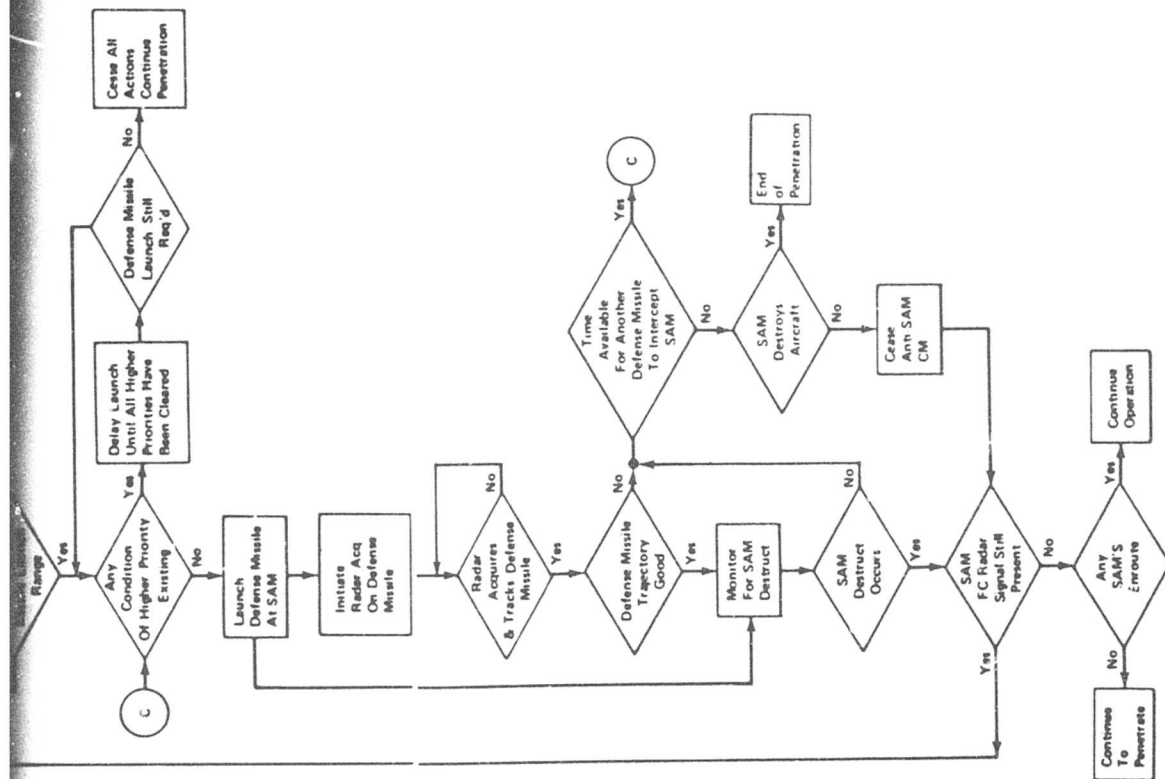 Range
Yes
Any
Condition
Of Higher Priority
Existing
Yes
Delay Launch
Until All Higher
Priorities Have
Been Cleared
Defense Missile
Launch Still
Req'd
No
Cease All
Actions
Continue
Penetration
C
No
Launch
Defense Missile
At SAM
Initiate
Radar Acq
On Defense
Missile
Radar
Acquires
& Tracks Defense
Missile
No
Yes
Defense Missile
Trajectory
Good
No
Yes
Time
Available
For Another
Defense Missile
To Intercept
SAM
Yes
C
No
SAM
Destroys
Aircraft
Yes
End
of
Penetration
No
Cease
Anti SAM
CM
Monitor
For SAM
Destruct
SAM
Destruct
Occurs
No
Yes
SAM
FC Radar
Signal Still
Present
Yes
No
Any
SAM'S
Enroute
Yes
Continue
Operation
No
Continue
To
Penetrate